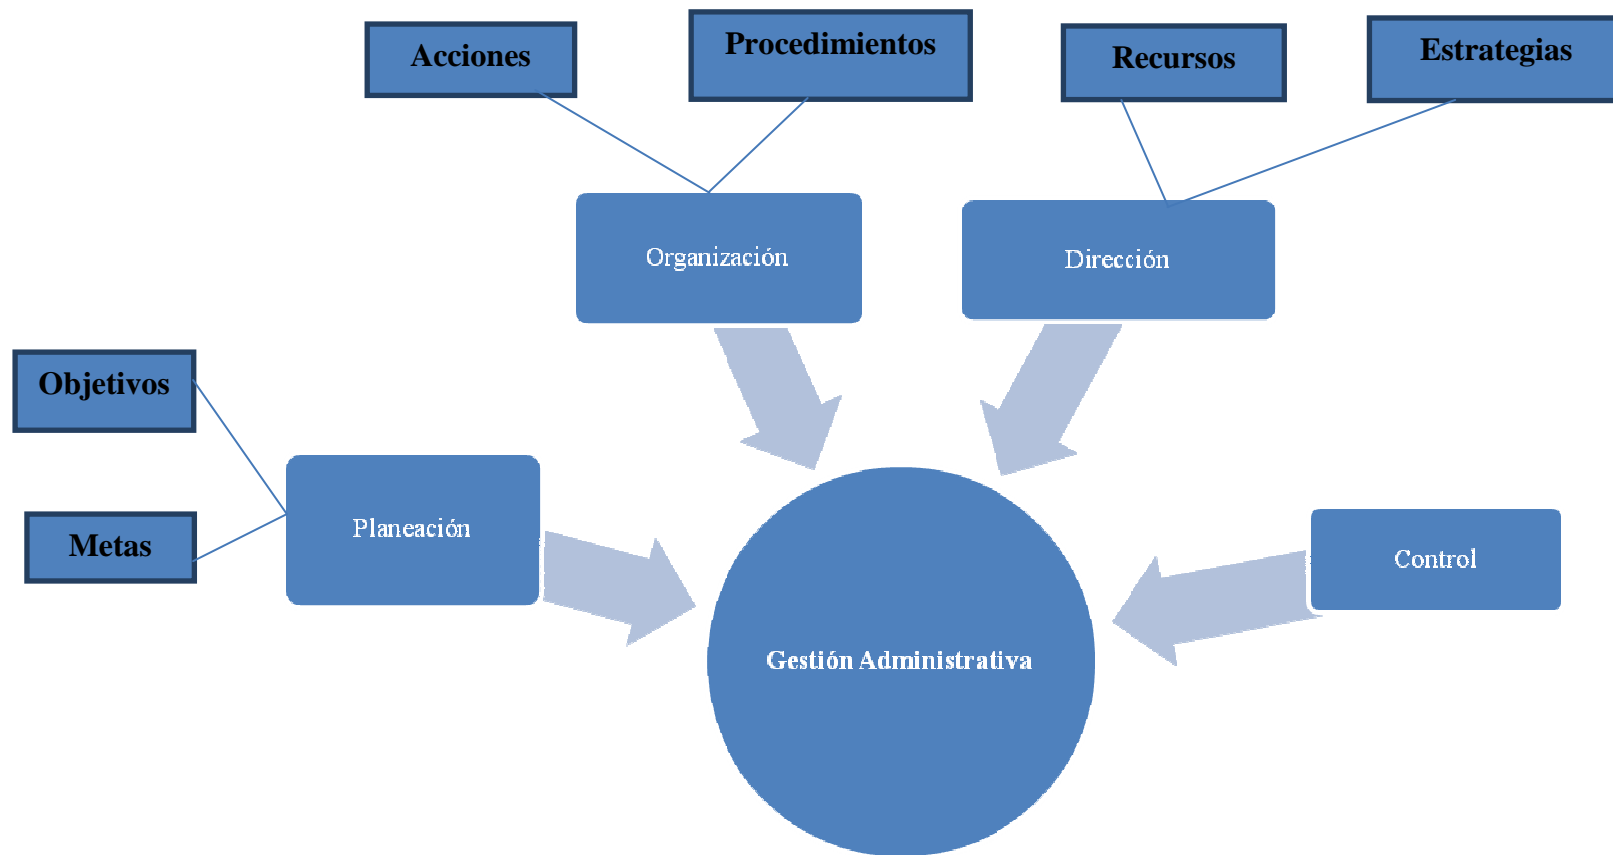 Acciones
Procedimientos
Recursos
Estrategias
Organización
Dirección
Objetivos
Planeación
Metas
Control
Gestión Administrativa